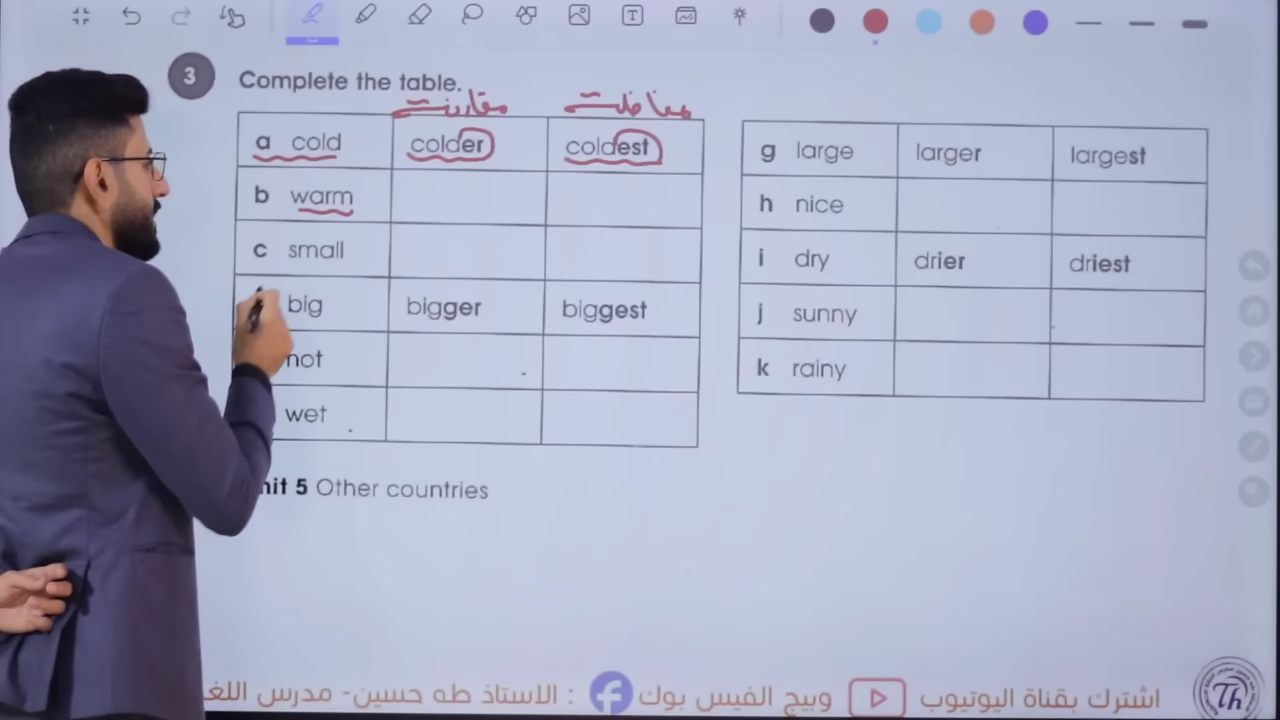 3 Complete the table.
مقارنة مفاضلة
a cold colder coldest
b warm
c small
big bigger biggest
not
wet
g large larger largest
h nice
i dry drier driest
j sunny
k rainy
nit 5 Other countries
اشترك بقناة اليوتيوب وبيج الفيس بوك : الاستاذ طه حسين- مدرس اللغ
Th